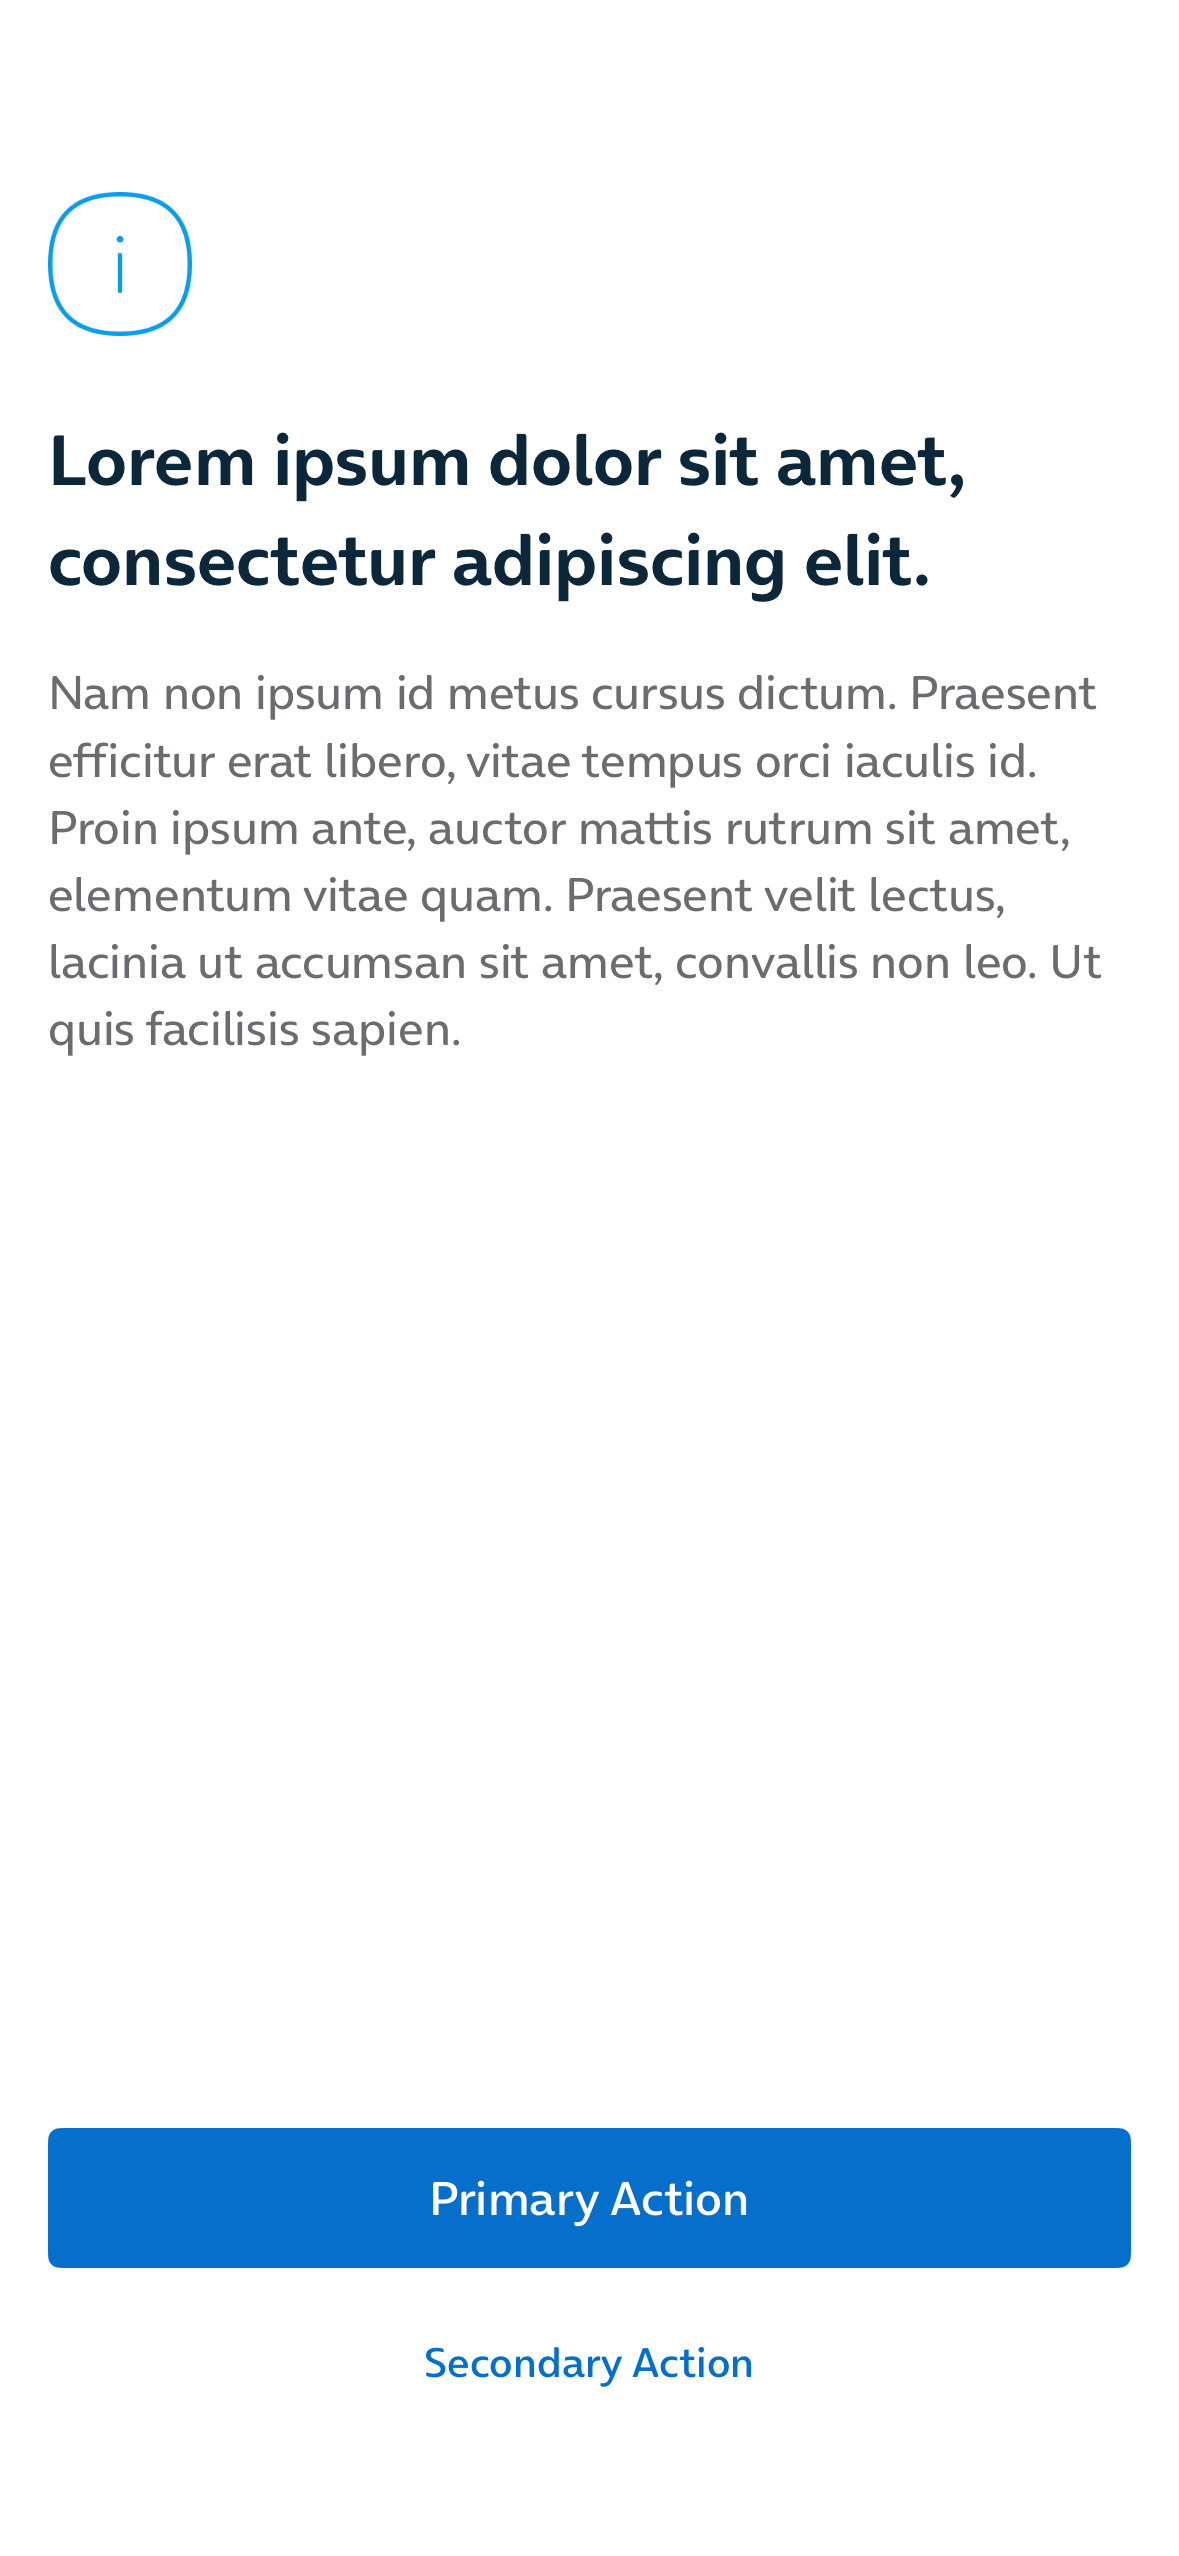 i
Lorem ipsum dolor sit amet,
consectetur adipiscing elit.
Nam non ipsum id metus cursus dictum. Praesent
efficitur erat libero, vitae tempus orci iaculis id.
Proin ipsum ante, auctor mattis rutrum sit amet,
elementum vitae quam. Praesent velit lectus,
lacinia ut accumsan sit amet, convallis non leo. Ut
quis facilisis sapien.
Primary Action
Secondary Action